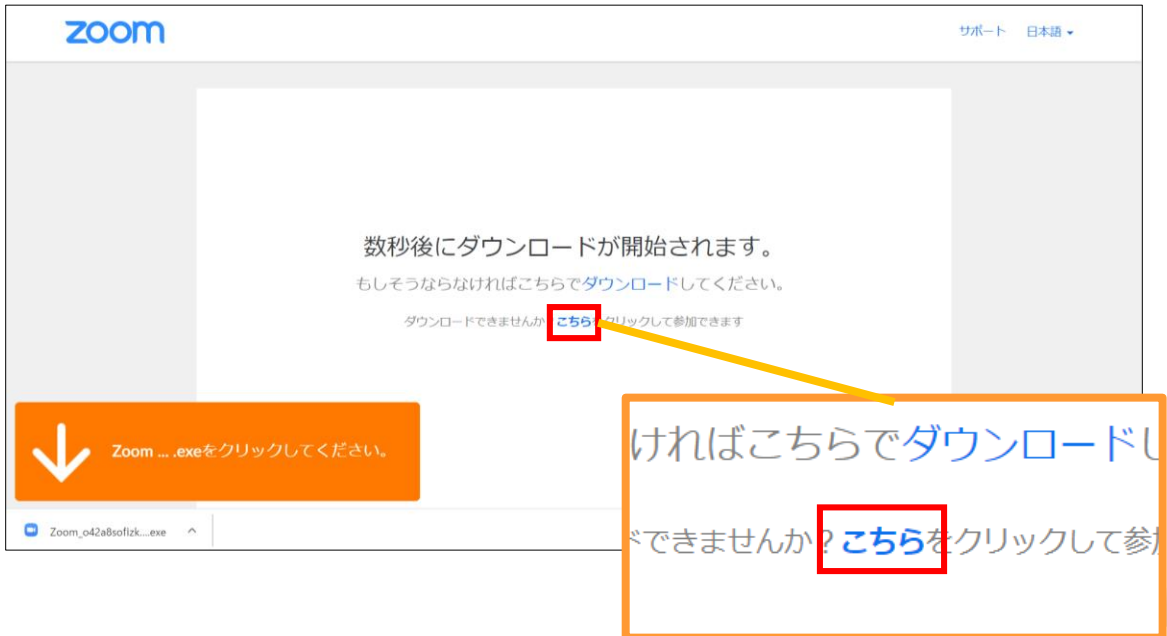 zoom
サポート 日本語
数秒後にダウンロードが開始されます。
もしそうならなければこちらでダウンロードしてください。
ダウンロードできませんか こちらをクリックして参加できます
Zoom ... .exeをクリックしてください。
Zoom_o42a8sofizk....exe
ければこちらでダウンロードし
ドできませんか？こちらをクリックして参加